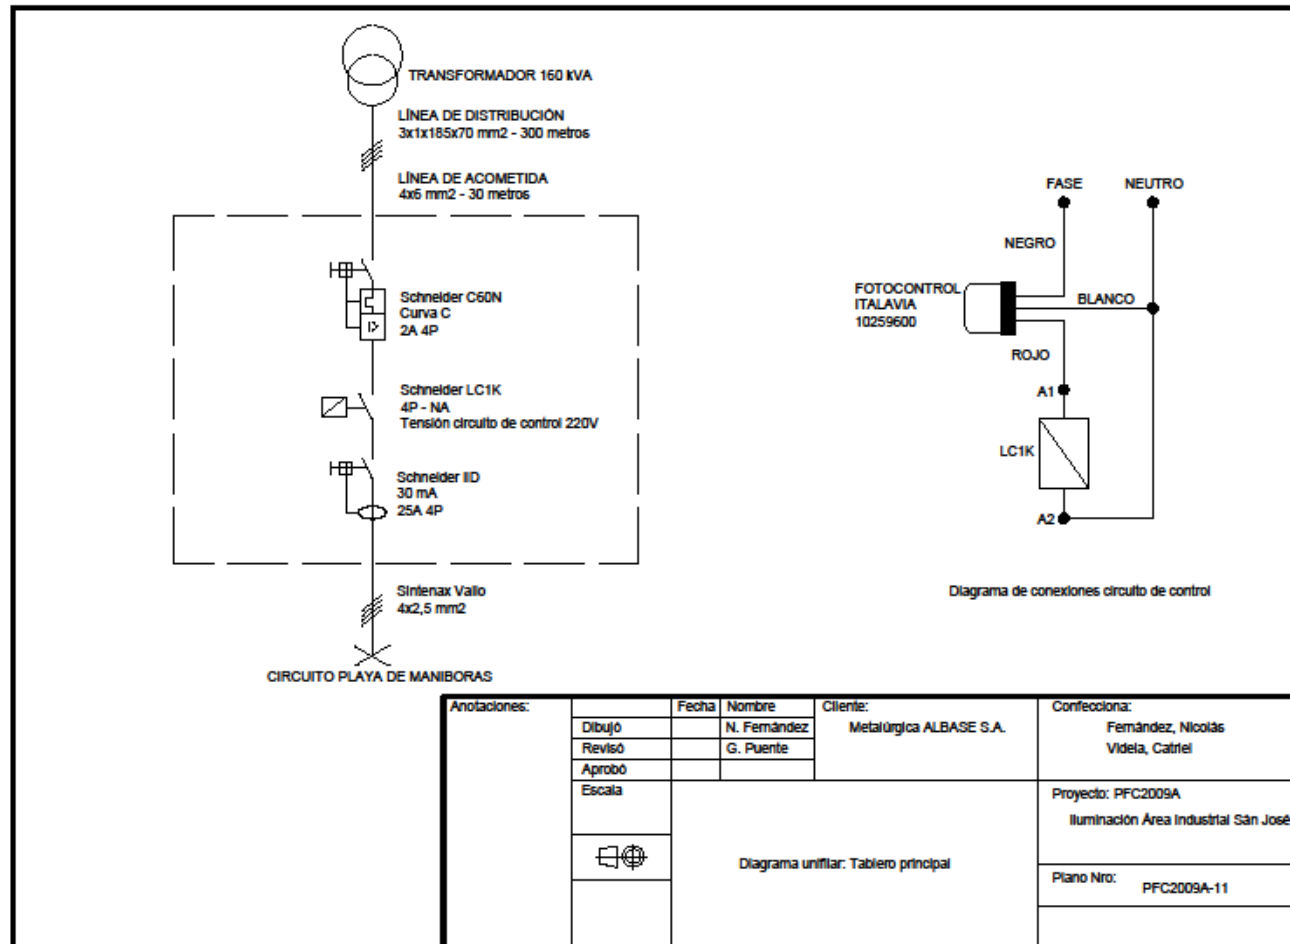 TRANSFORMADOR 160 kVA
LÍNEA DE DISTRIBUCIÓN
3x1x185x70 mm2 - 300 metros
LÍNEA DE ACOMETIDA
4x6 mm2 - 30 metros
Schneider C60N
Curva C
2A 4P
Schneider LC1K
4P - NA
Tensión circuito de control 220V
Schneider IID
30 mA
25A 4P
Sintenax Valio
4x2,5 mm2
CIRCUITO PLAYA DE MANIBORAS
FASE
NEUTRO
NEGRO
FOTOCONTROL
ITALAVIA
10259600
BLANCO
ROJO
A1
LC1K
A2
Diagrama de conexiones circuito de control
Anotaciones:
Fecha
Nombre
Dibujó
N. Fernández
Revisó
G. Puente
Aprobó
Escala
Cliente:
Metalúrgica ALBASE S.A.
Confecciona:
Fernández, Nicolás
Videla, Catriel
Diagrama unifilar: Tablero principal
Proyecto: PFC2009A
Iluminación Área Industrial Sán José
Plano Nro:
PFC2009A-11